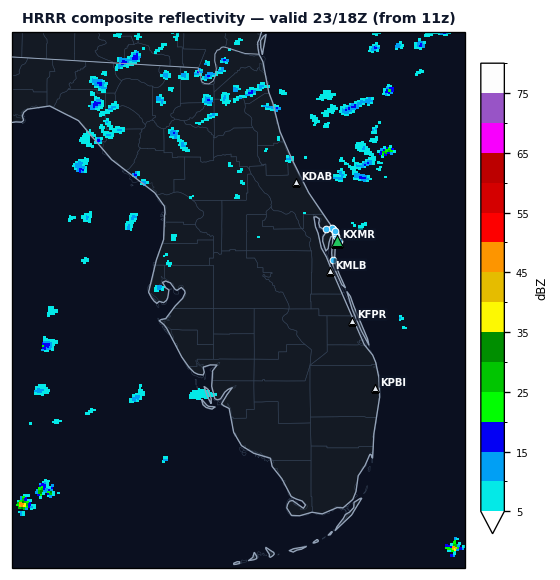 HRRR composite reflectivity — valid 23/18Z (from 11z)
KDAB
KXMR
KMLB
KFPR
KPBI
75
65
55
45
35
25
15
5
dBZ